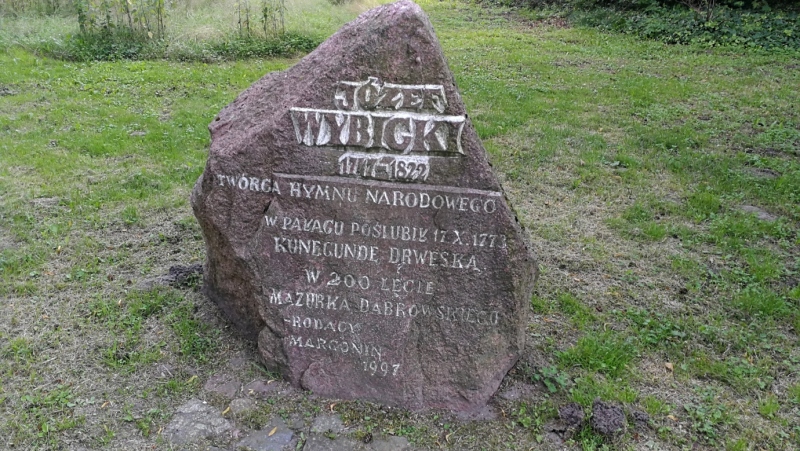 JÓZEF
WYBICKI
1747-1822
TWÓRCA HYMNU NARODOWEGO
W PAŁACU POŚLUBIŁ 17.X.1773
KUNEGUNDĘ DRWĘSKĄ
W 200 LECIE
MAZURKA DĄBROWSKIEGO
-RODACY
MARGONIN
1997